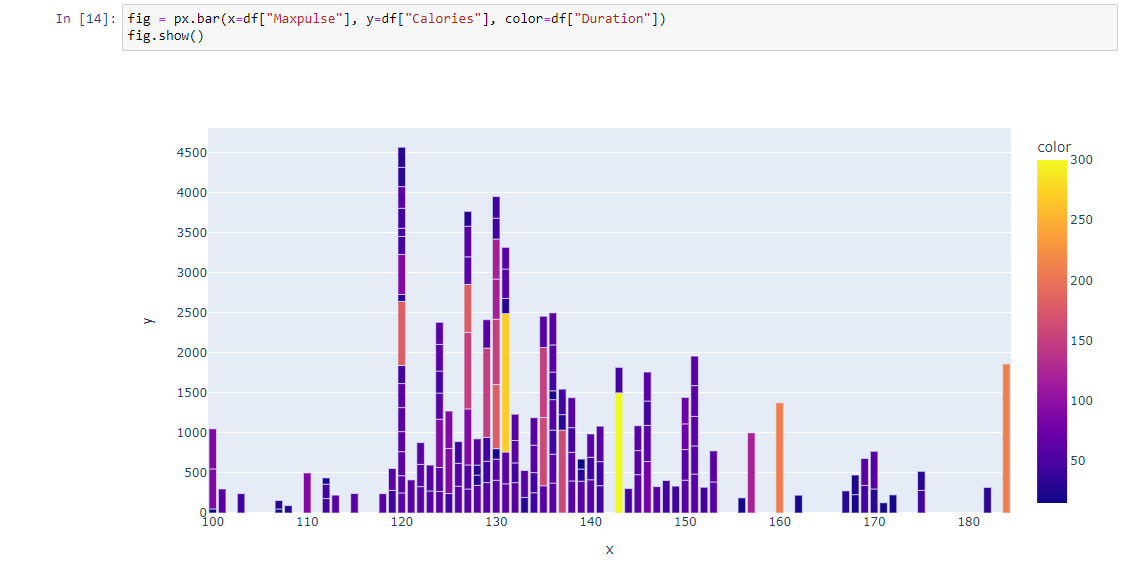 In [14]: fig = px.bar(x=df["Maxpulse"], y=df["Calories"], color=df["Duration"])
fig.show()
color
4500
4000
3500
3000
2500
2000
1500
1000
500
0
y
100 110 120 130 140 150 160 170 180
x
300
250
200
150
100
50